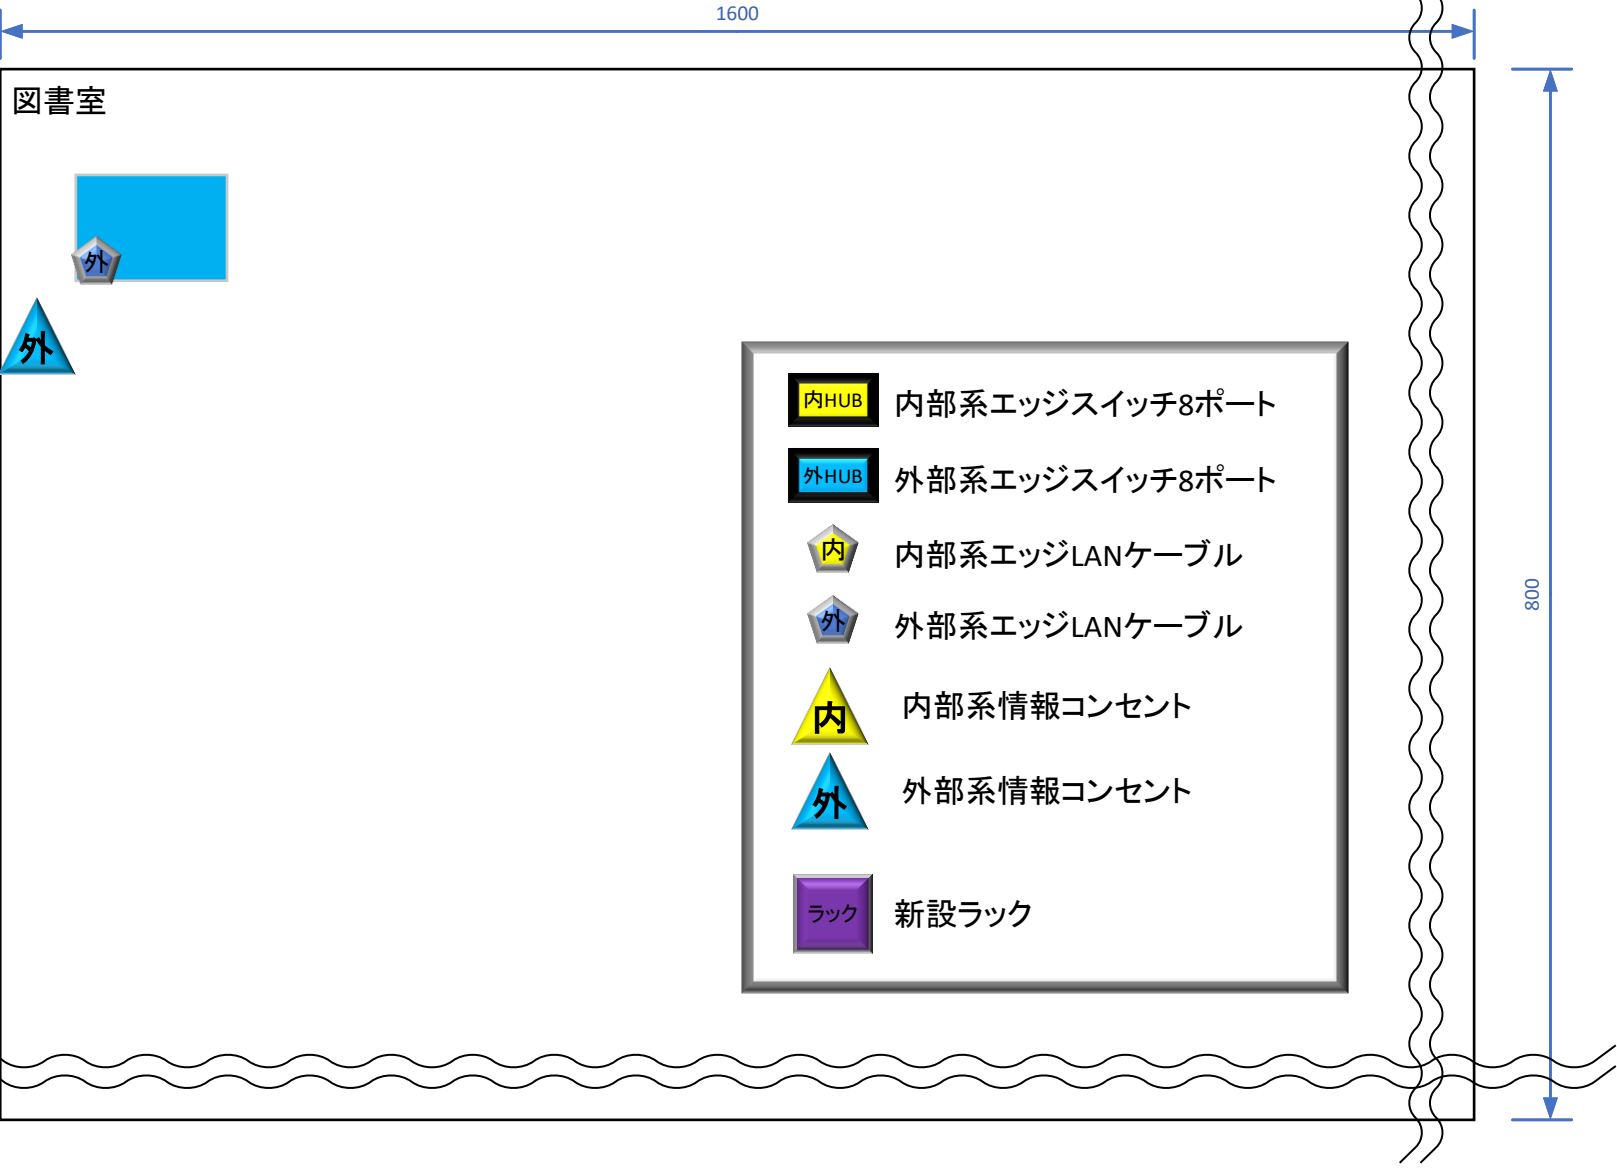 1600
図書室
外
外
内HUB 内部系エッジスイッチ8ポート
外HUB 外部系エッジスイッチ8ポート
内 内部系エッジLANケーブル
外 外部系エッジLANケーブル
内 内部系情報コンセント
外 外部系情報コンセント
ラック 新設ラック
800